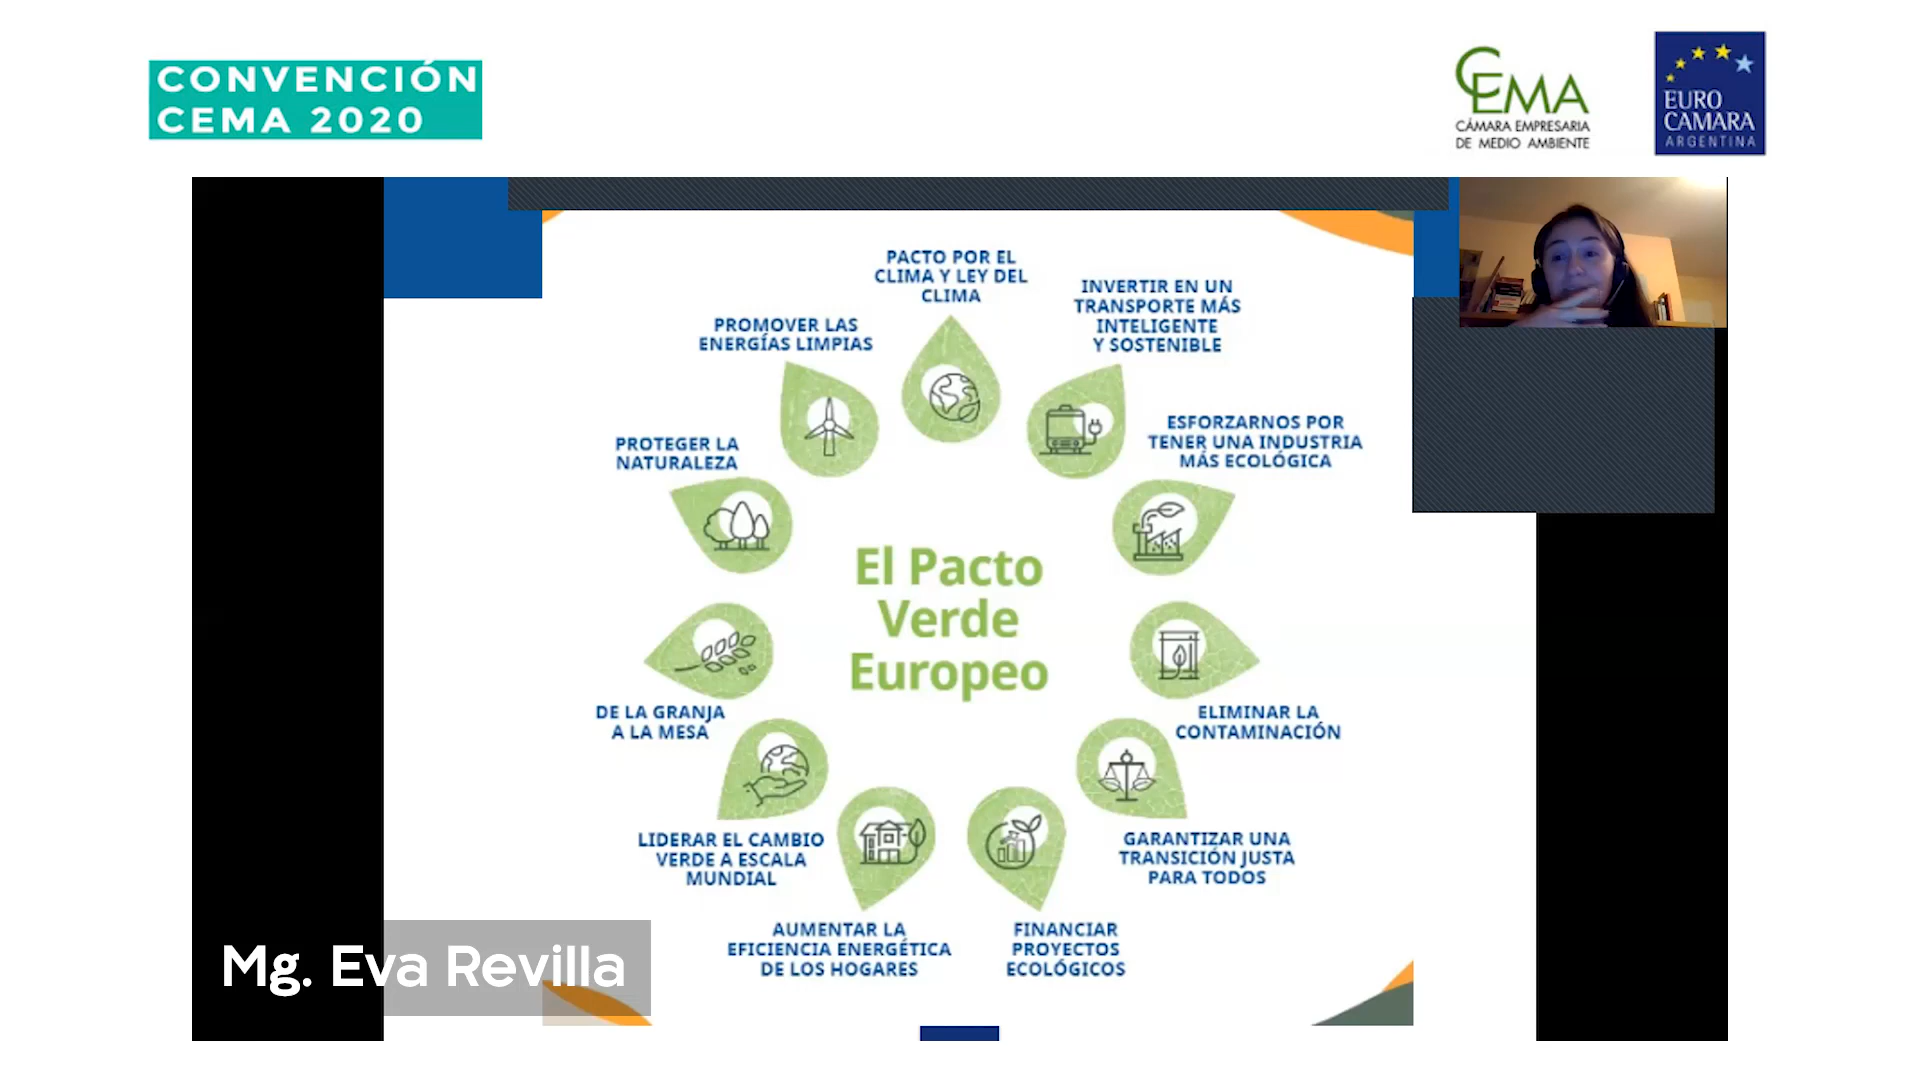 CONVENCIÓN
CEMA 2020
CEMA
CÁMARA EMPRESARIA
DE MEDIO AMBIENTE
EURO
CAMARA
ARGENTINA
PACTO POR EL
CLIMA Y LEY DEL
CLIMA
INVERTIR EN UN
TRANSPORTE MÁS
INTELIGENTE
Y SOSTENIBLE
ESFORZARNOS POR
TENER UNA INDUSTRIA
MÁS ECOLÓGICA
ELIMINAR LA
CONTAMINACIÓN
GARANTIZAR UNA
TRANSICIÓN JUSTA
PARA TODOS
FINANCIAR
PROYECTOS
ECOLÓGICOS
AUMENTAR LA
EFICIENCIA ENERGÉTICA
DE LOS HOGARES
LIDERAR EL CAMBIO
VERDE A ESCALA
MUNDIAL
DE LA GRANJA
A LA MESA
PROTEGER LA
NATURALEZA
PROMOVER LAS
ENERGÍAS LIMPIAS
El Pacto
Verde
Europeo
Mg. Eva Revilla